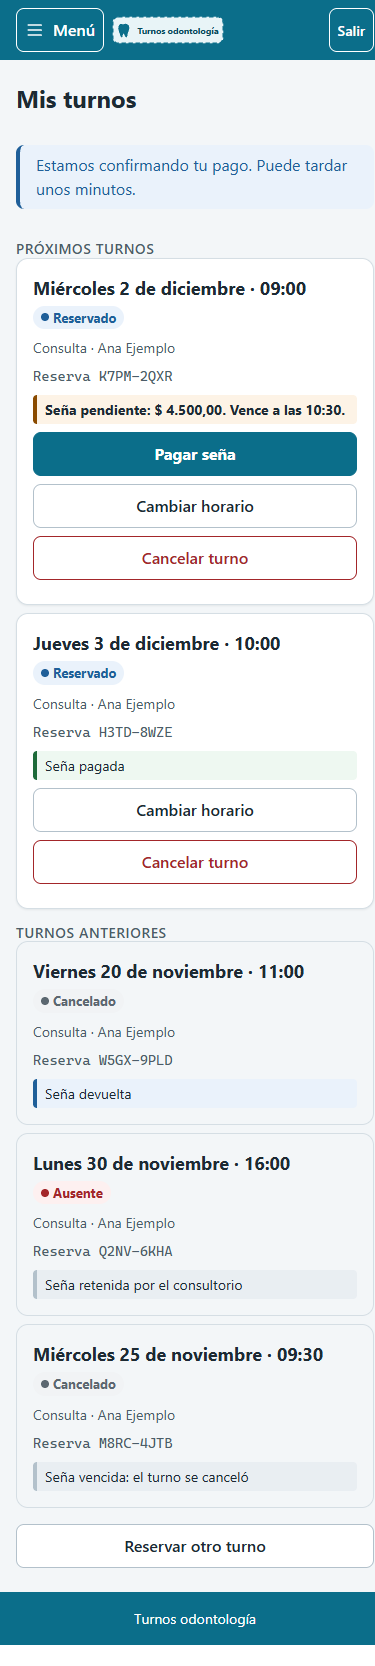 Menú
Turnos odontología
Salir
Mis turnos
Estamos confirmando tu pago. Puede tardar
unos minutos.
PRÓXIMOS TURNOS
Miércoles 2 de diciembre · 09:00
Reservado
Consulta · Ana Ejemplo
Reserva K7PM-2QXR
Seña pendiente: $ 4.500,00. Vence a las 10:30.
Pagar seña
Cambiar horario
Cancelar turno
Jueves 3 de diciembre · 10:00
Reservado
Consulta · Ana Ejemplo
Reserva H3TD-8WZE
Seña pagada
Cambiar horario
Cancelar turno
TURNOS ANTERIORES
Viernes 20 de noviembre · 11:00
Cancelado
Consulta · Ana Ejemplo
Reserva W5GX-9PLD
Seña devuelta
Lunes 30 de noviembre · 16:00
Ausente
Consulta · Ana Ejemplo
Reserva Q2NV-6KHA
Seña retenida por el consultorio
Miércoles 25 de noviembre · 09:30
Cancelado
Consulta · Ana Ejemplo
Reserva M8RC-4JTB
Seña vencida: el turno se canceló
Reservar otro turno
Turnos odontología